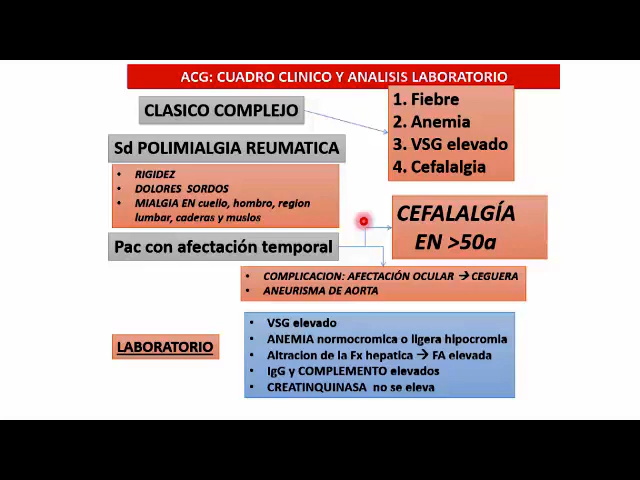 ACG: CUADRO CLINICO Y ANALISIS LABORATORIO
CLASICO COMPLEJO
1. Fiebre
2. Anemia
3. VSG elevado
4. Cefalalgia
Sd POLIMIALGIA REUMATICA
• RIGIDEZ
• DOLORES SORDOS
• MIALGIA EN cuello, hombro, region
lumbar, caderas y muslos
CEFALALGÍA
EN >50a
Pac con afectación temporal
• COMPLICACION: AFECTACIÓN OCULAR → CEGUERA
• ANEURISMA DE AORTA
LABORATORIO
• VSG elevado
• ANEMIA normocromica o ligera hipocromia
• Altracion de la Fx hepatica → FA elevada
• IgG y COMPLEMENTO elevados
• CREATINQUINASA no se eleva